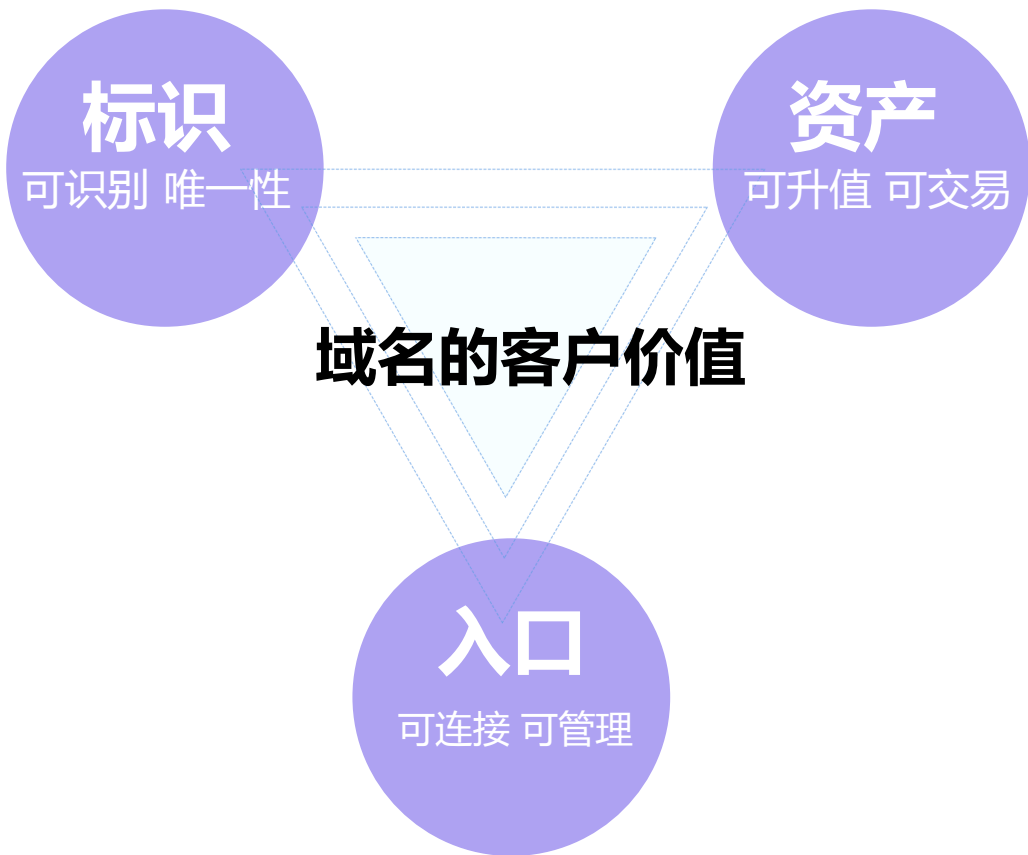 标识
可识别 唯一性
资产
可升值 可交易
域名的客户价值
入口
可连接 可管理